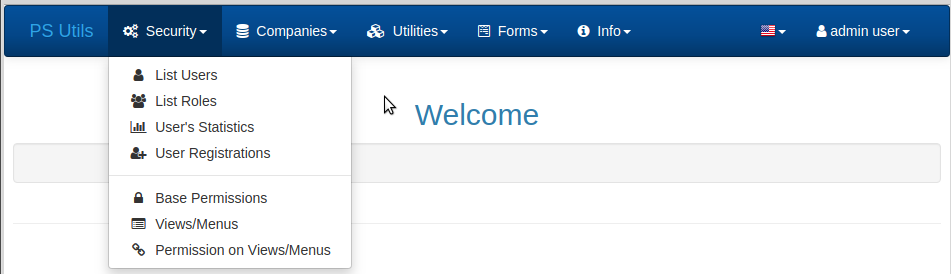 PS Utils Security Companies Utilities Forms Info admin user
List Users
List Roles
User's Statistics
User Registrations
Base Permissions
Views/Menus
Permission on Views/Menus
Welcome